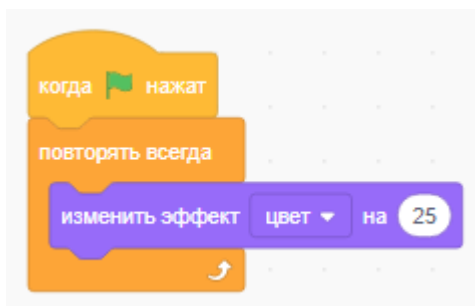 когда нажат
повторять всегда
изменить эффект цвет на 25